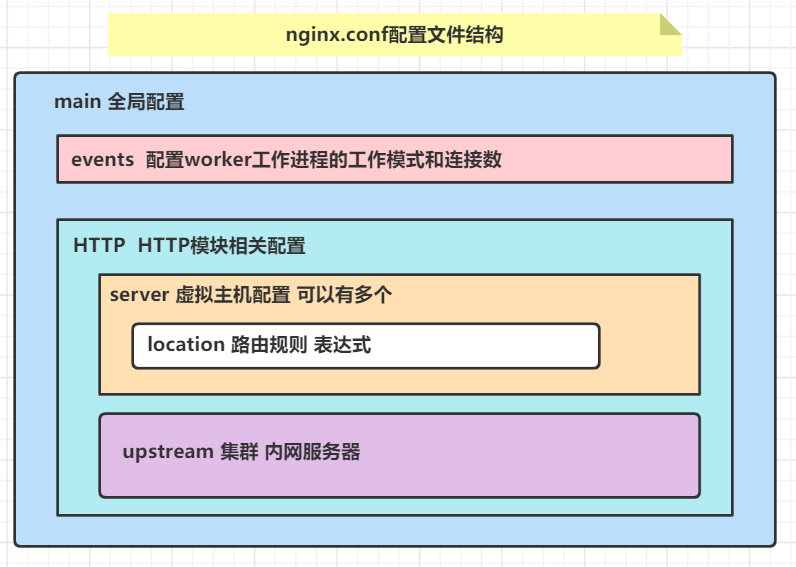 nginx.conf配置文件结构
main 全局配置
events 配置worker工作进程的工作模式和连接数
HTTP HTTP模块相关配置
server 虚拟主机配置 可以有多个
location 路由规则 表达式
upstream 集群 内网服务器